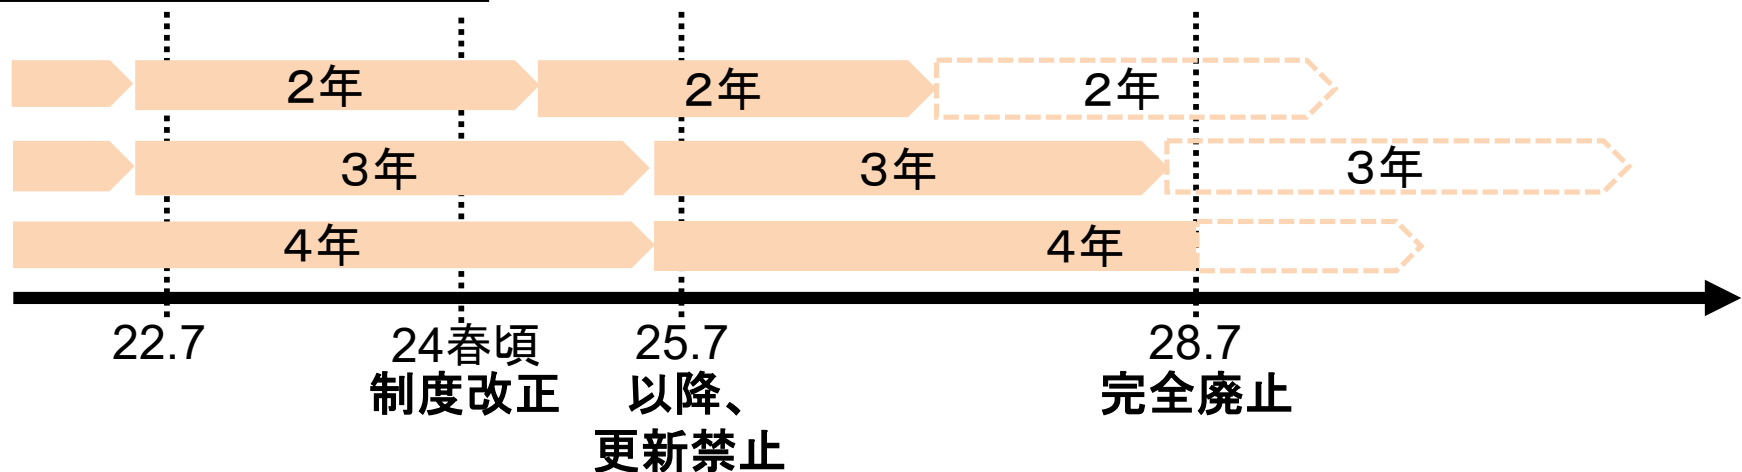 ２年 ２年 ２年
３年 ３年 ３年
４年 ４年
22.7 24春頃 25.7 28.7
制度改正 以降、 完全廃止
更新禁止